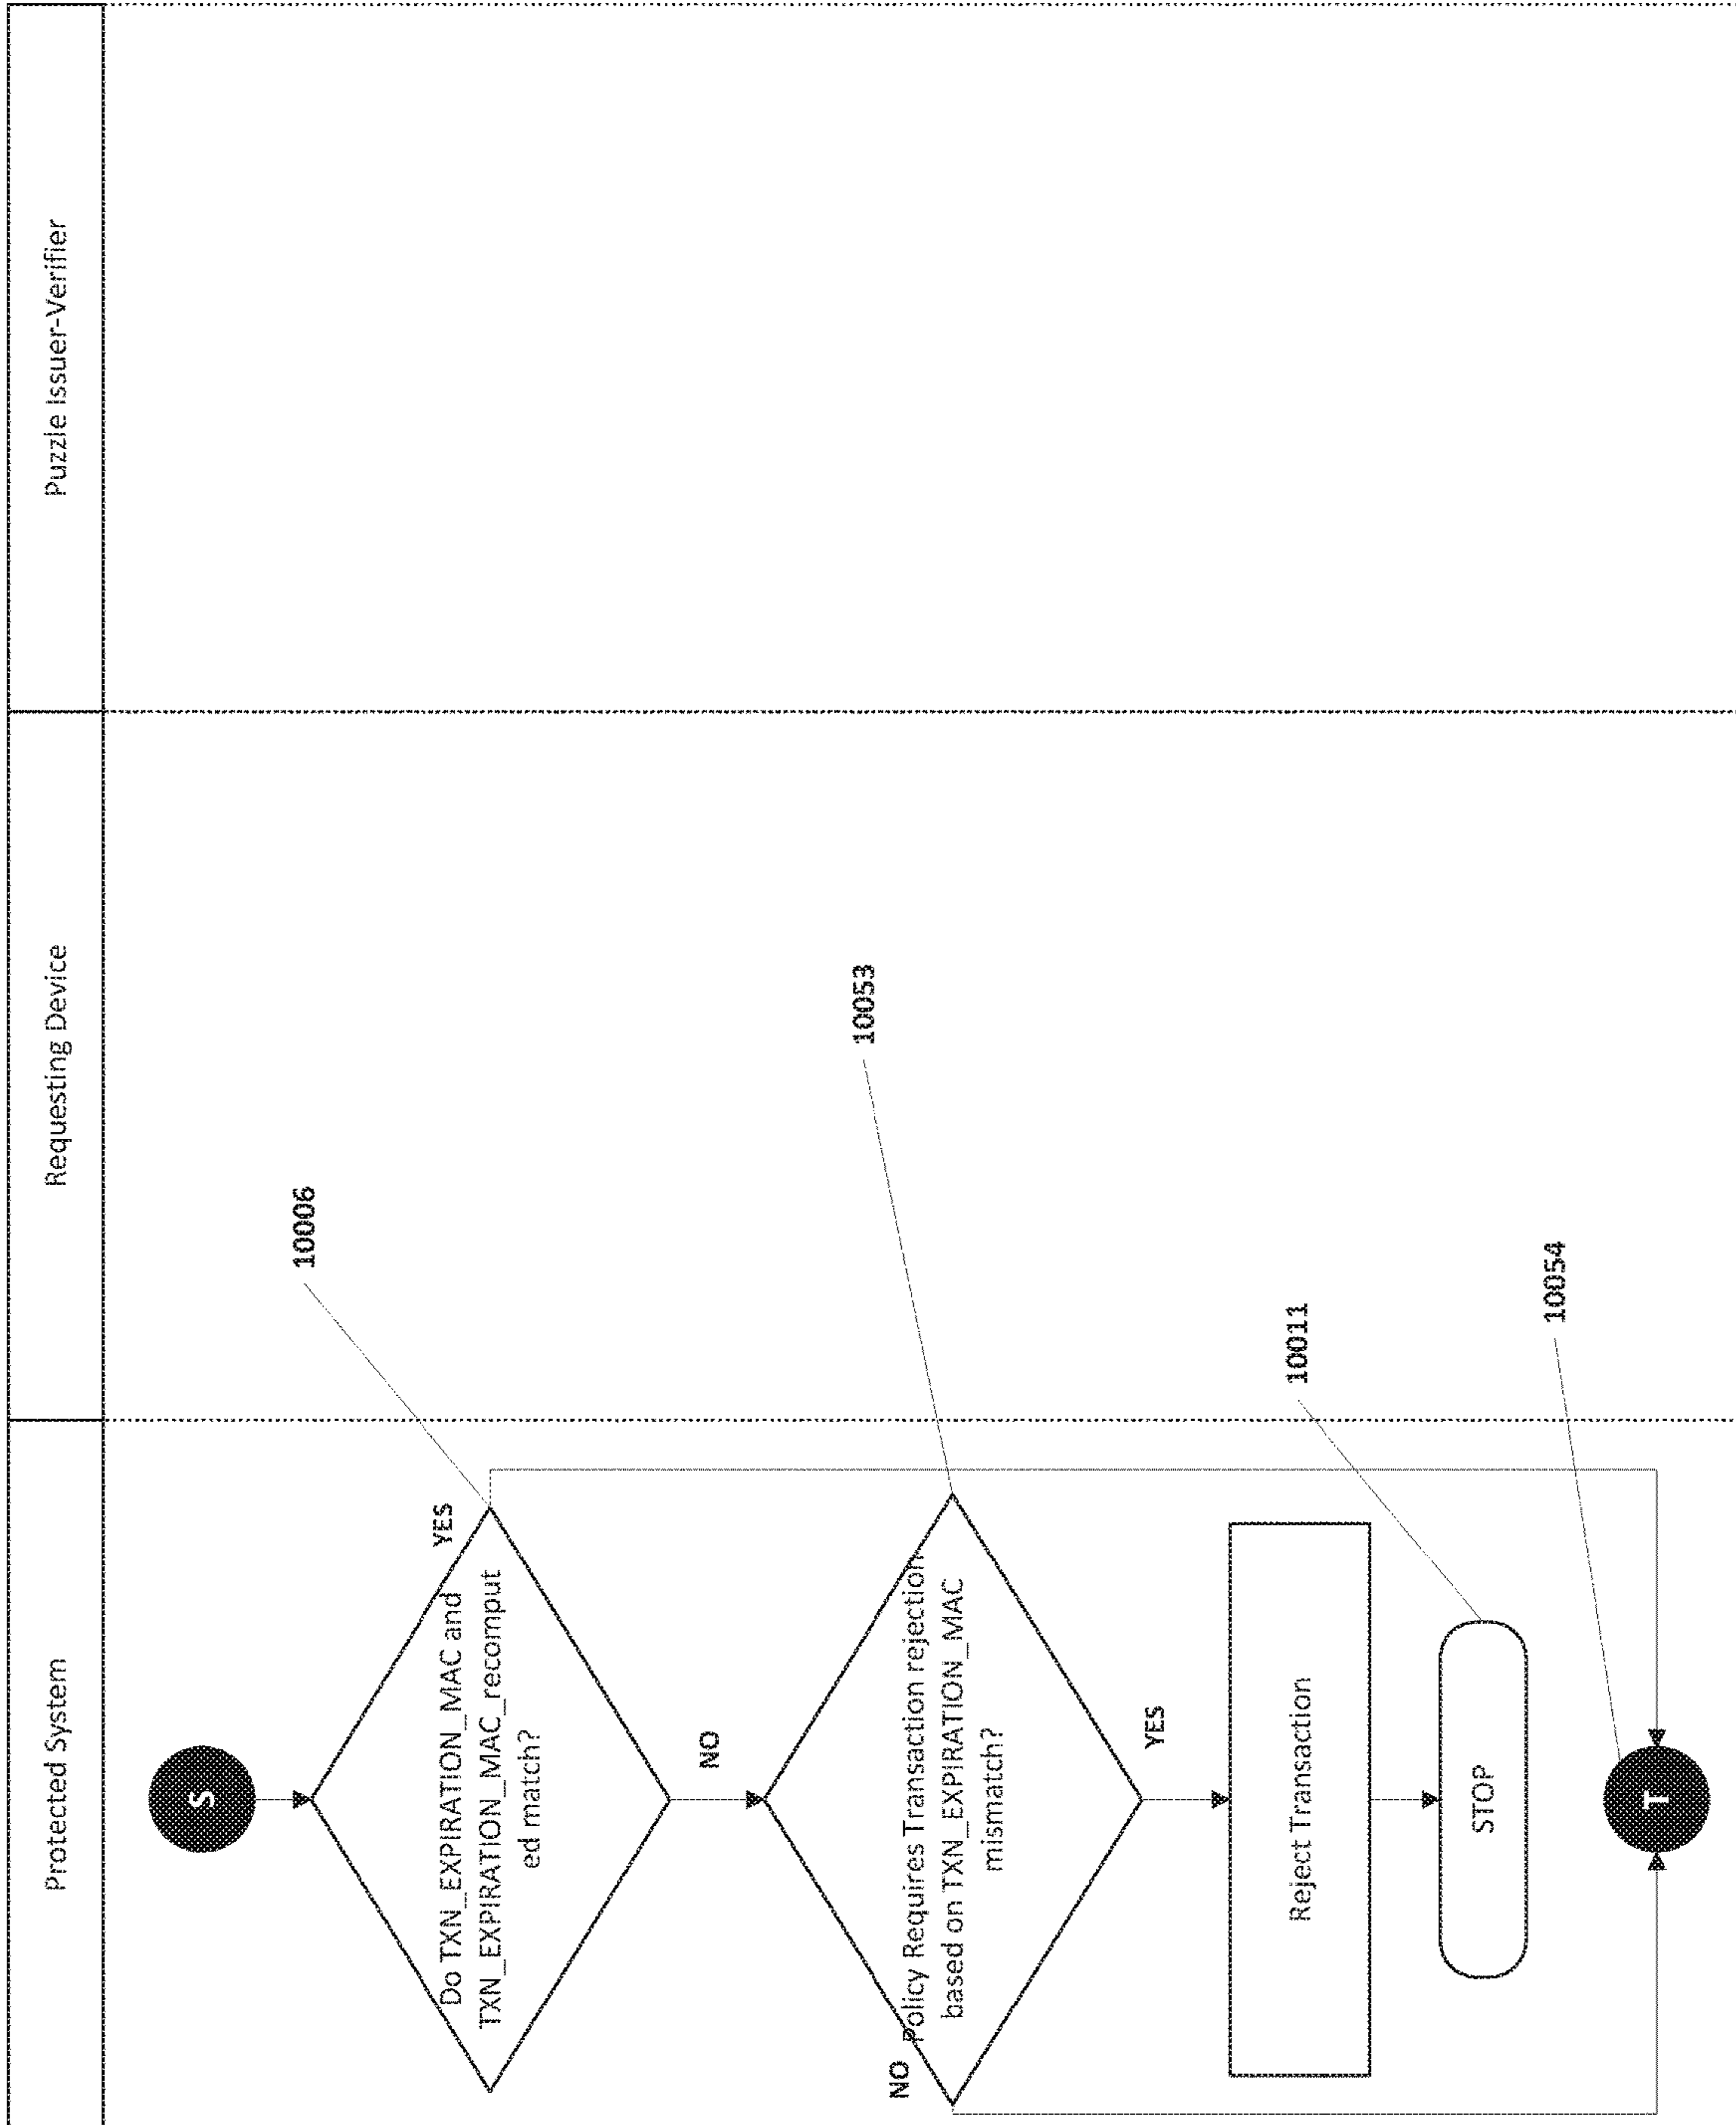 Protected System
Requesting Device
Puzzle Issuer-Verifier
S
Do TXN_EXPIRATION_MAC and
TXN_EXPIRATION_MAC_recomput
ed match?
YES
10006
NO
NO
Policy Requires Transaction rejection
based on TXN_EXPIRATION_MAC
mismatch?
10053
YES
Reject Transaction
10011
STOP
10054
T